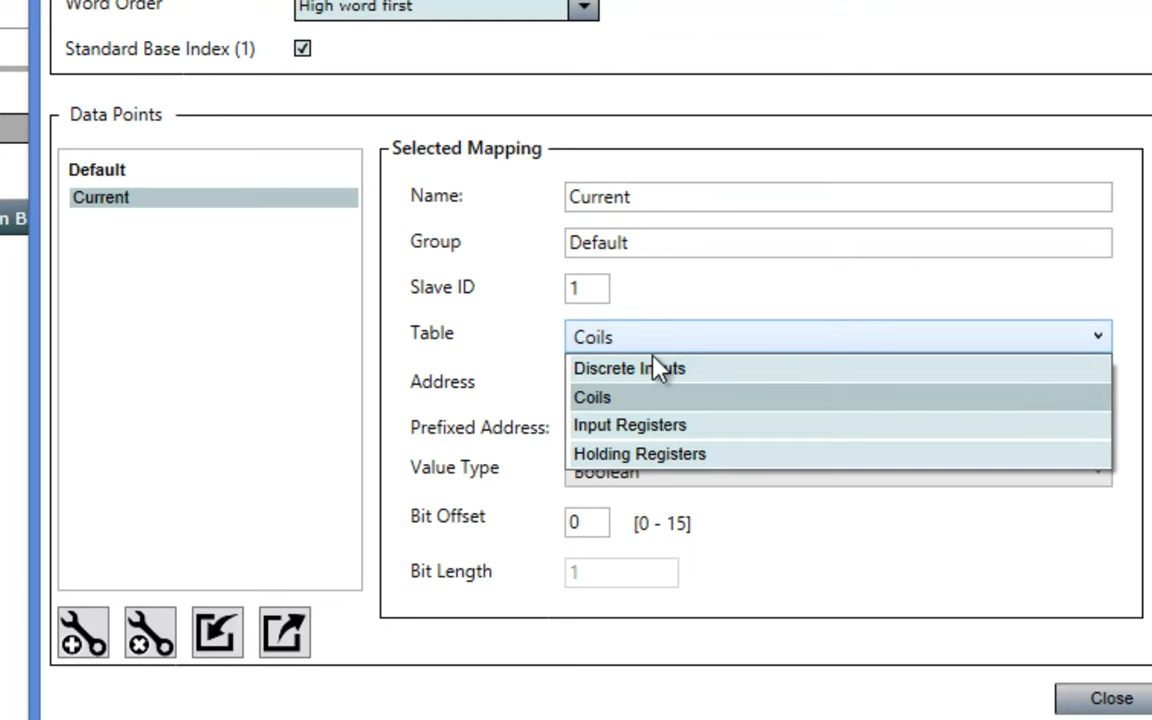 Word Order
High word first
Standard Base Index (1)
Data Points
Default
Current
n B
Selected Mapping
Name:
Current
Group
Default
Slave ID
1
Table
Coils
Discrete Inputs
Coils
Input Registers
Holding Registers
Address
Prefixed Address:
Value Type
Boolean
Bit Offset
0
[0 - 15]
Bit Length
1
Close